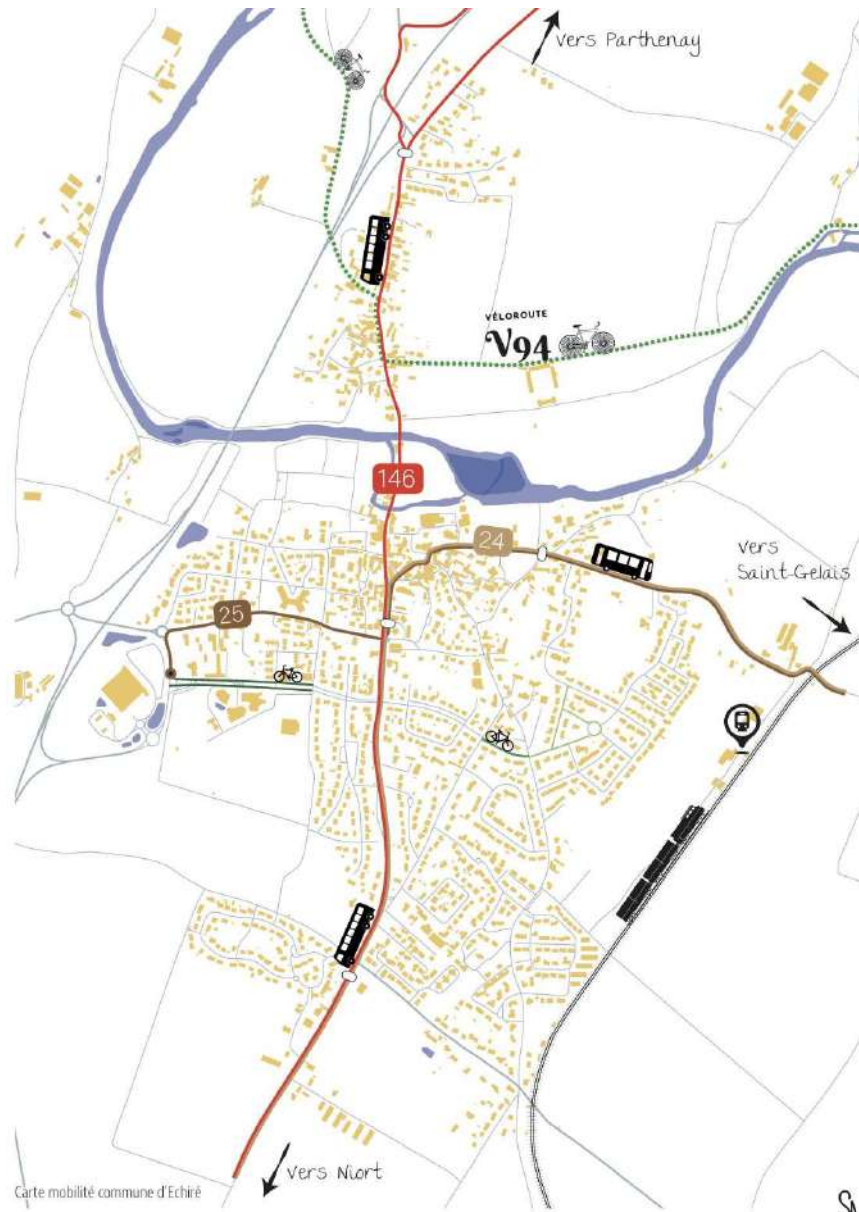 vers Parthenay
VÉLOROUTE
V94
146
24
vers
Saint-Gelais
25
vers Niort
Carte mobilité commune d'Echiré